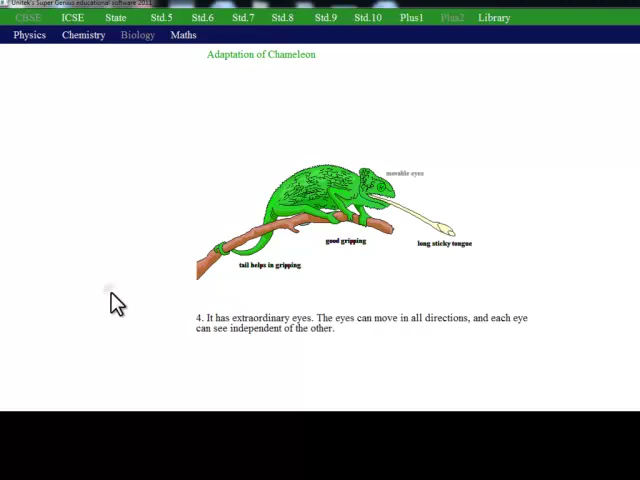 Unitek's Super Genius educational software 2011
CBSE ICSE State Std.5 Std.6 Std.7 Std.8 Std.9 Std.10 Plus1 Plus2 Library
Physics Chemistry Biology Maths
Adaptation of Chameleon
movable eyes
good gripping
long sticky tongue
tail helps in gripping
4. It has extraordinary eyes. The eyes can move in all directions, and each eye
can see independent of the other.